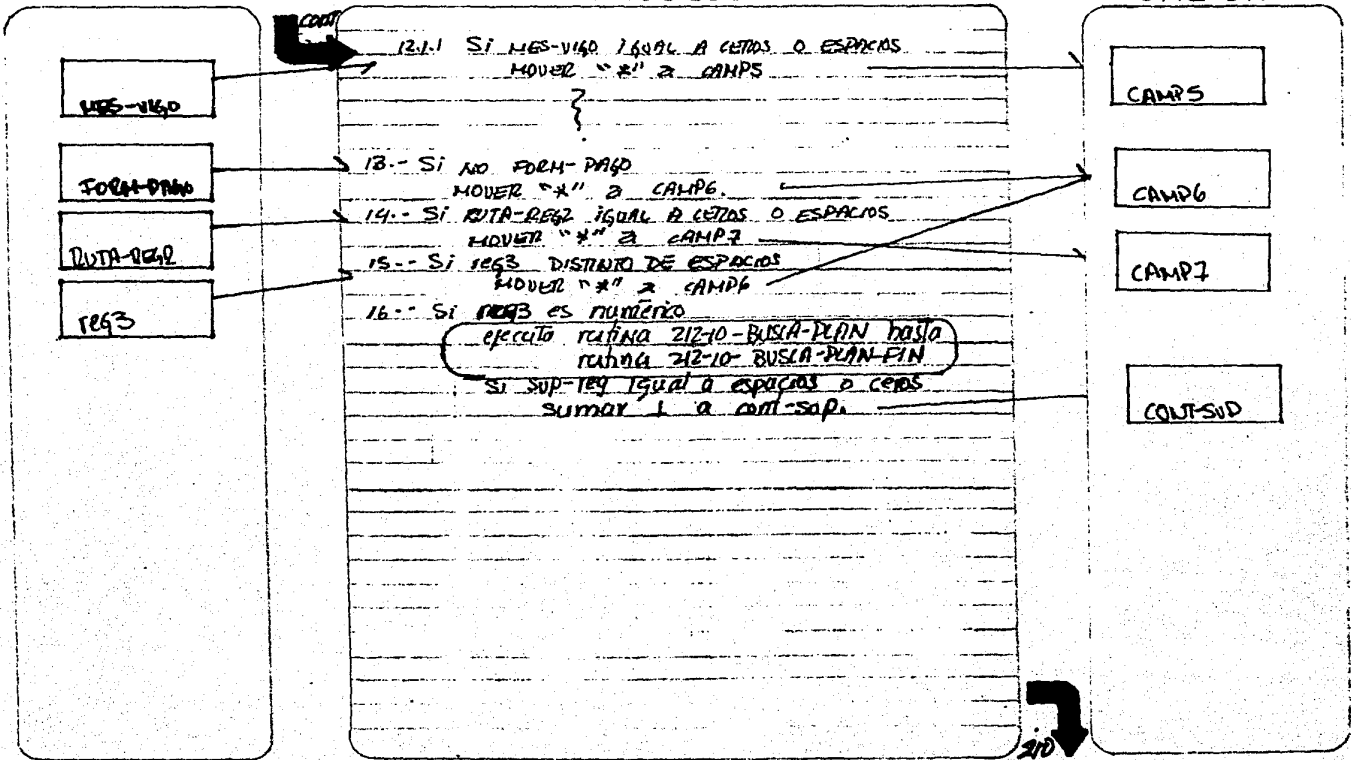 CONT
12.1.1 Si MES-VIGO IGUAL A CEROS O ESPACIOS
MOVER "*" a CAMP5
13.- Si NO FORM-PAGO
MOVER "*" a CAMP6.
14.- Si RUTA-REG2 IGUAL A CEROS O ESPACIOS
MOVER "*" a CAMP7
15.- Si reg3 DISTINTO DE ESPACIOS
MOVER "*" a CAMP6
16.- Si reg3 es numérico
ejecuto rutina 212-10-BUSCA-PLAN hasta
rutina 212-10-BUSCA-PLAN-FIN
Si sup-reg igual a espacios o ceros
sumar 1 a cont-sup.
MES-VIGO
FORM-PAGO
RUTA-REGR
reg3
CAMP5
CAMP6
CAMP7
CONT-SUP
210